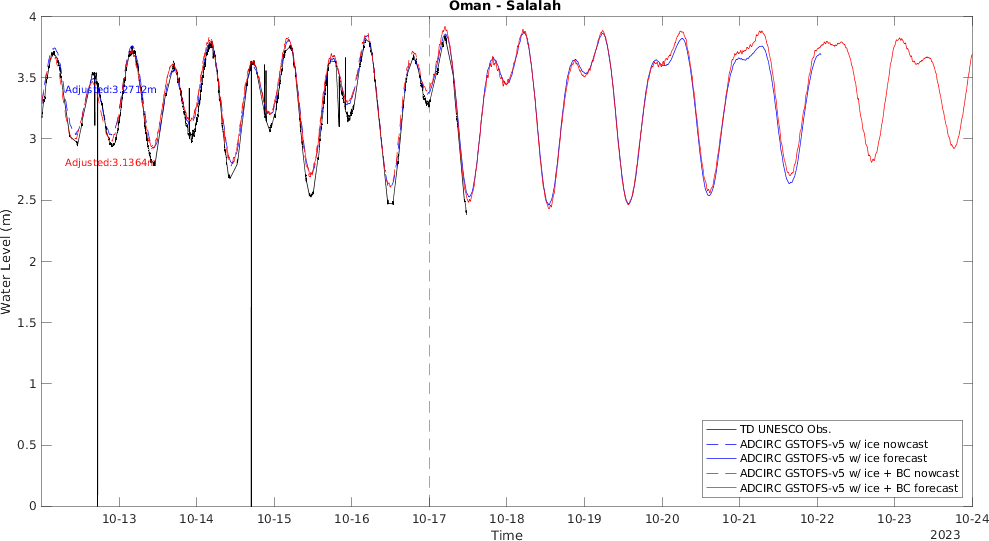 Oman - Salalah
4
3.5
3
2.5
2
1.5
1
0.5
0
Water Level (m)
Adjusted:3.2712m
Adjusted:3.1364m
TD UNESCO Obs.
ADCIRC GSTOFS-v5 w/ ice nowcast
ADCIRC GSTOFS-v5 w/ ice forecast
ADCIRC GSTOFS-v5 w/ ice + BC nowcast
ADCIRC GSTOFS-v5 w/ ice + BC forecast
10-13 10-14 10-15 10-16 10-17 10-18 10-19 10-20 10-21 10-22 10-23 10-24
Time
2023